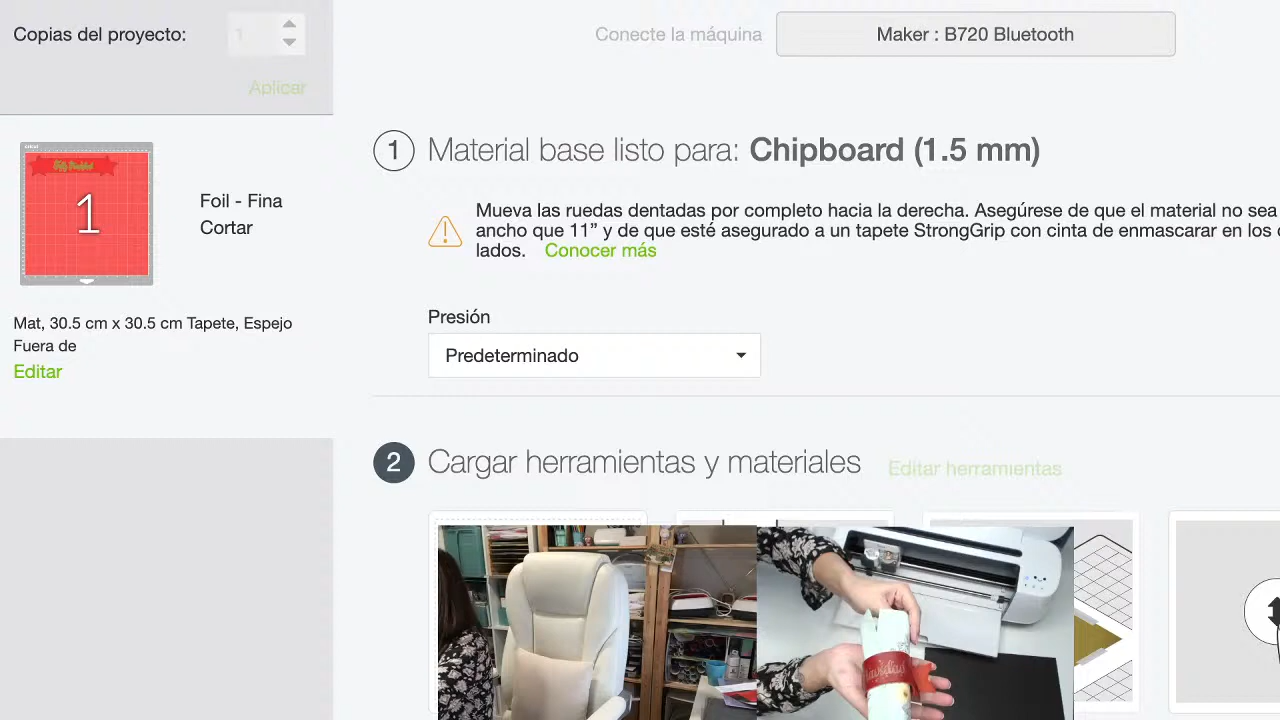 Copias del proyecto:
1
Conecte la máquina
Maker : B720 Bluetooth
Aplicar
1
Material base listo para: Chipboard (1.5 mm)
1
Foil - Fina
Cortar
Mueva las ruedas dentadas por completo hacia la derecha. Asegúrese de que el material no sea
ancho que 11” y de que esté asegurado a un tapete StrongGrip con cinta de enmascarar en los
lados. Conocer más
Presión
Mat, 30.5 cm x 30.5 cm Tapete, Espejo
Fuera de
Predeterminado
Editar
2
Cargar herramientas y materiales
Editar herramientas